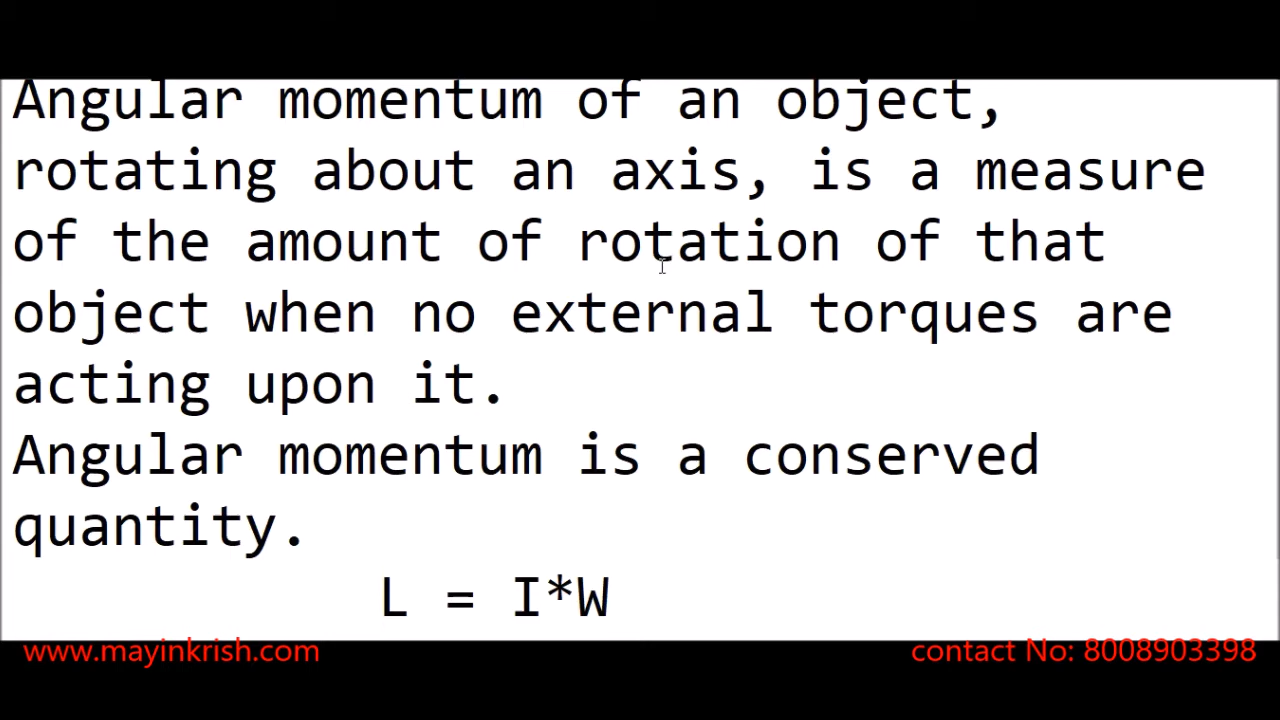 Angular momentum of an object,
rotating about an axis, is a measure
of the amount of rotation of that
object when no external torques are
acting upon it.
Angular momentum is a conserved
quantity.
L = I*W
www.mayinkrish.com
contact No: 8008903398